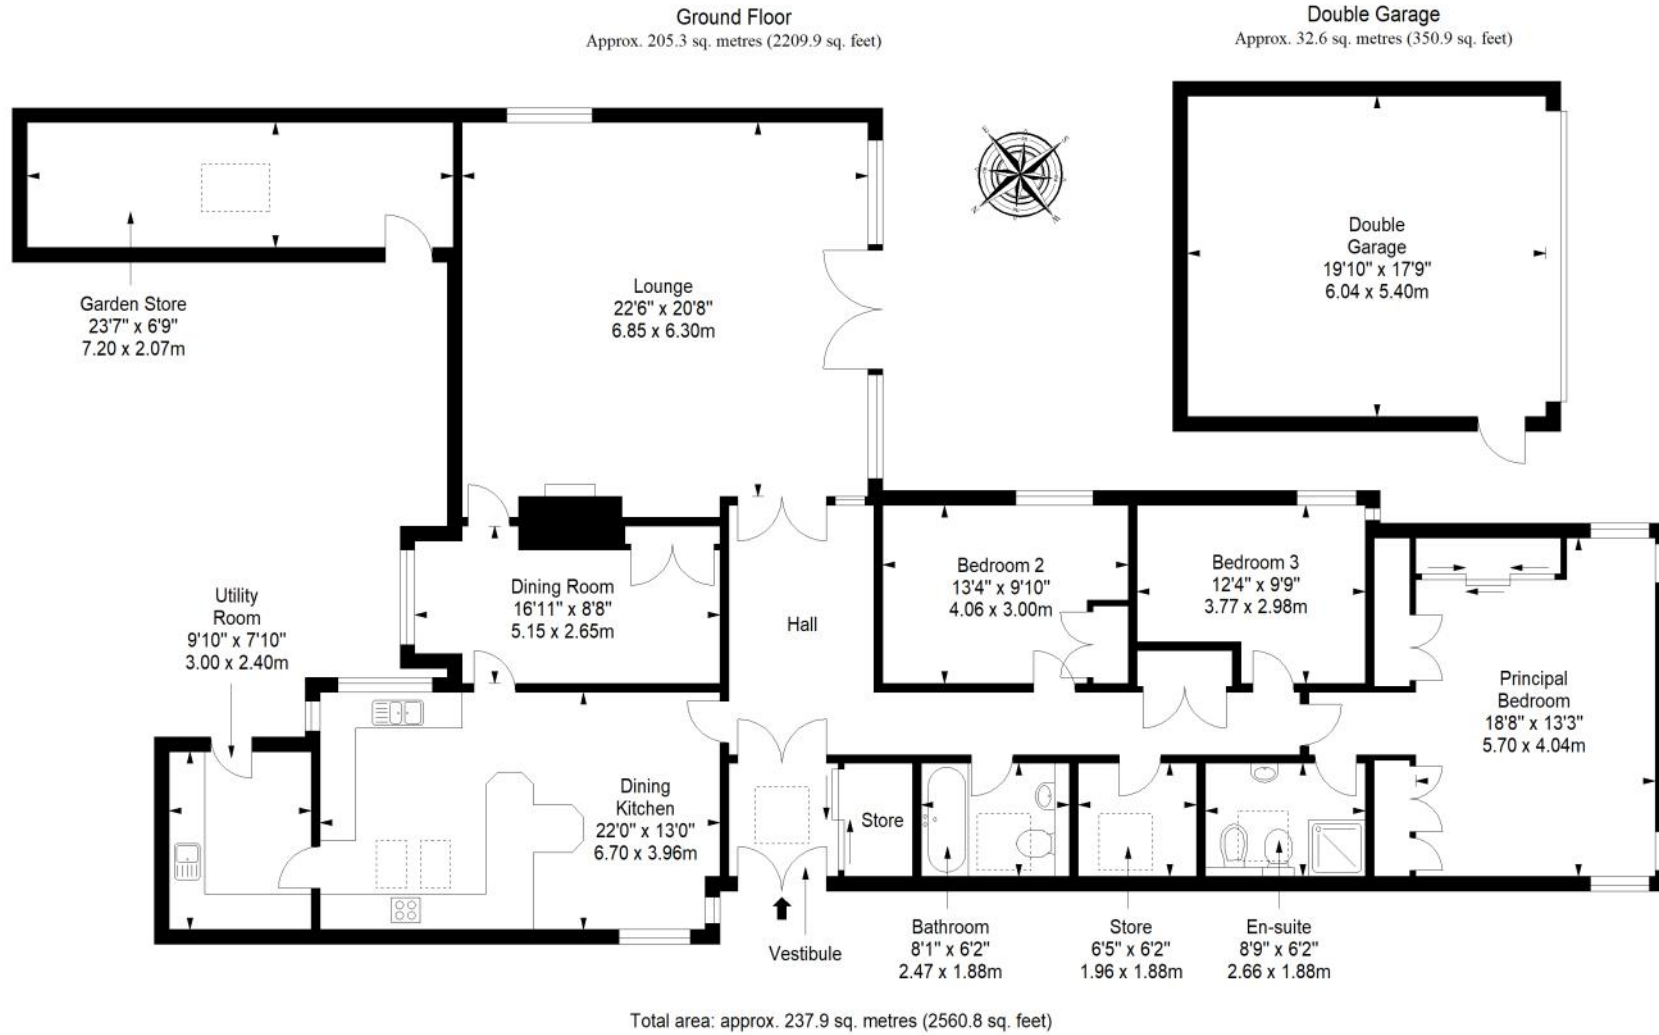 Ground Floor
Approx. 205.3 sq. metres (2209.9 sq. feet)
Double Garage
Approx. 32.6 sq. metres (350.9 sq. feet)
E
S
N
W
Garden Store
23'7" x 6'9"
7.20 x 2.07m
Lounge
22'6" x 20'8"
6.85 x 6.30m
Double
Garage
19'10" x 17'9"
6.04 x 5.40m
Utility
Room
9'10" x 7'10"
3.00 x 2.40m
Dining Room
16'11" x 8'8"
5.15 x 2.65m
Hall
Bedroom 2
13'4" x 9'10"
4.06 x 3.00m
Bedroom 3
12'4" x 9'9"
3.77 x 2.98m
Principal
Bedroom
18'8" x 13'3"
5.70 x 4.04m
Dining
Kitchen
22'0" x 13'0"
6.70 x 3.96m
Store
Vestibule
Bathroom
8'1" x 6'2"
2.47 x 1.88m
Store
6'5" x 6'2"
1.96 x 1.88m
En-suite
8'9" x 6'2"
2.66 x 1.88m
Total area: approx. 237.9 sq. metres (2560.8 sq. feet)